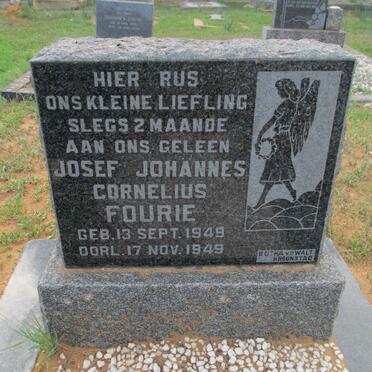 HIER RUS
ONS KLEINE LIEFLING
SLEGS 2 MAANDE
AAN ONS GELEEN
JOSEF JOHANNES
CORNELIUS
FOURIE
GEB. 13 SEPT. 1949
OORL. 17 NOV. 1949
KROONSTAD